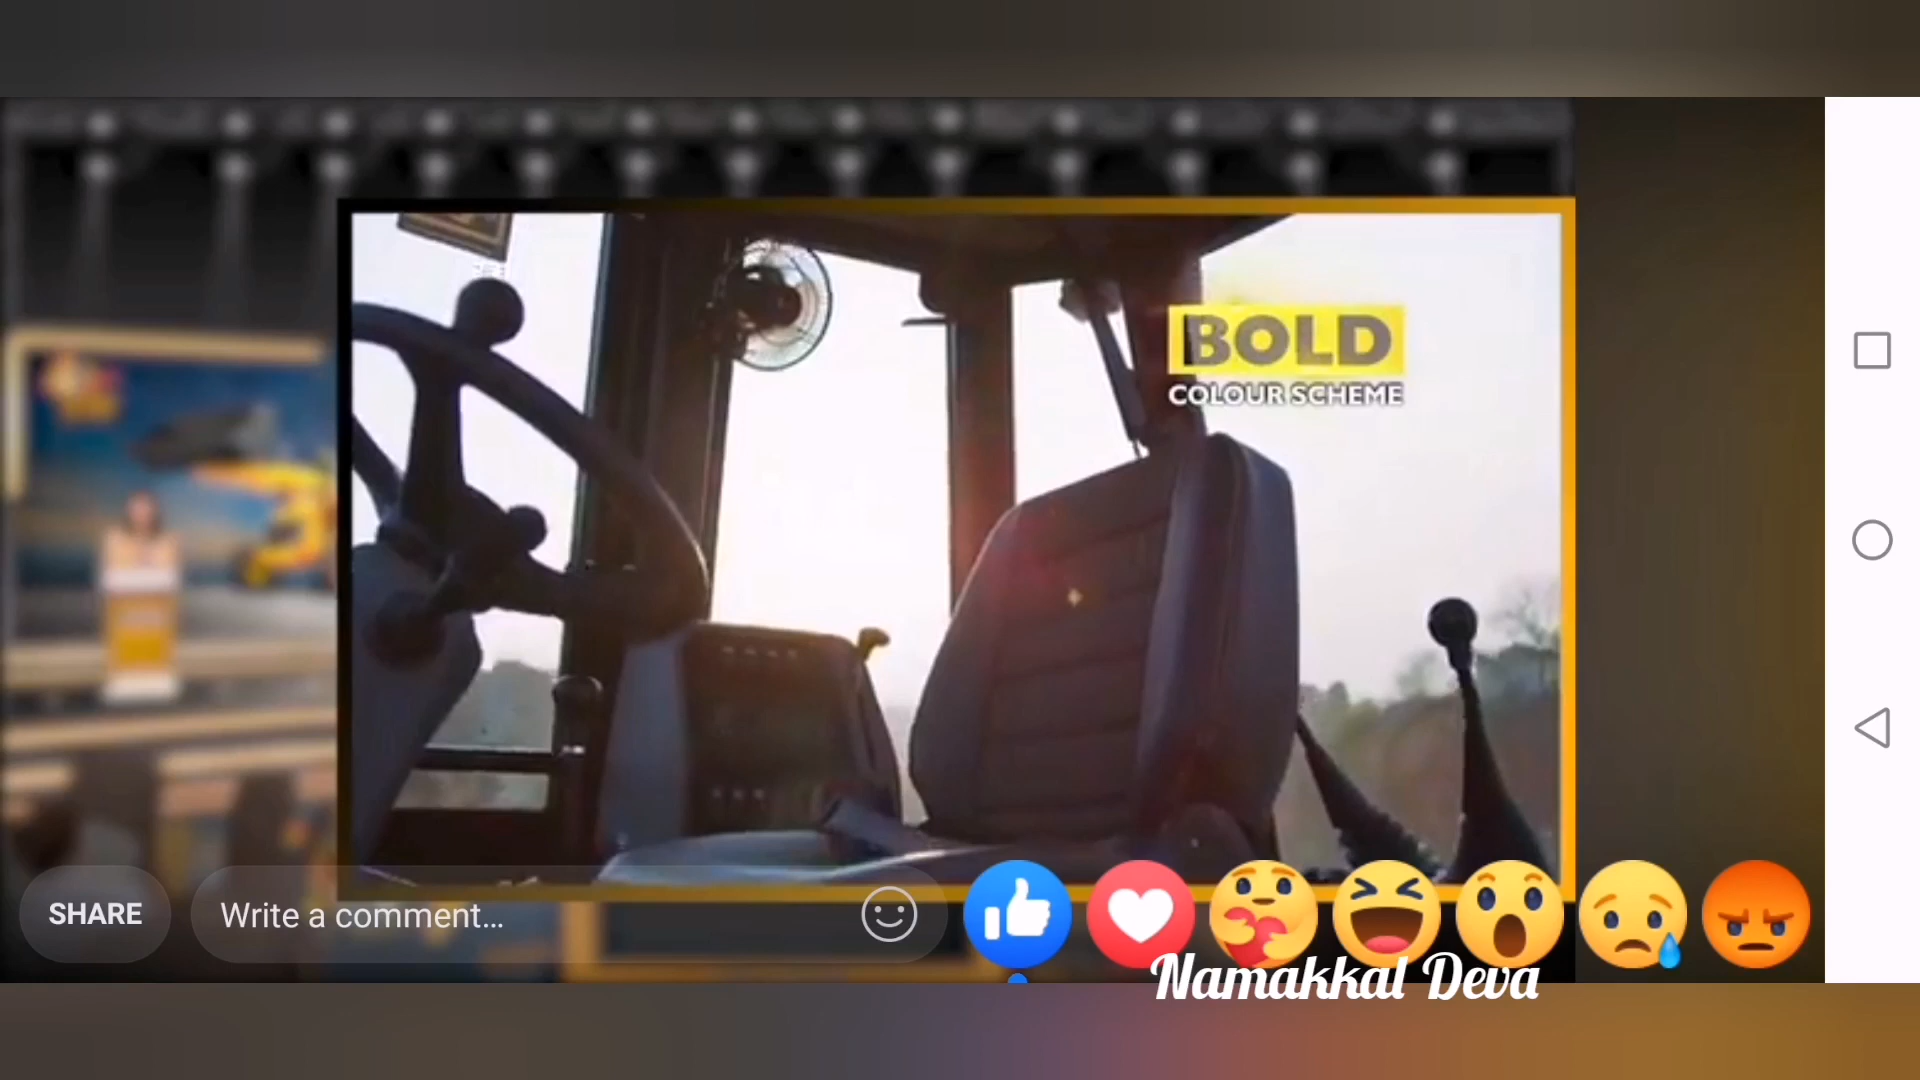 BOLD
COLOUR SCHEME
SHARE
Write a comment...
Namakkal Deva